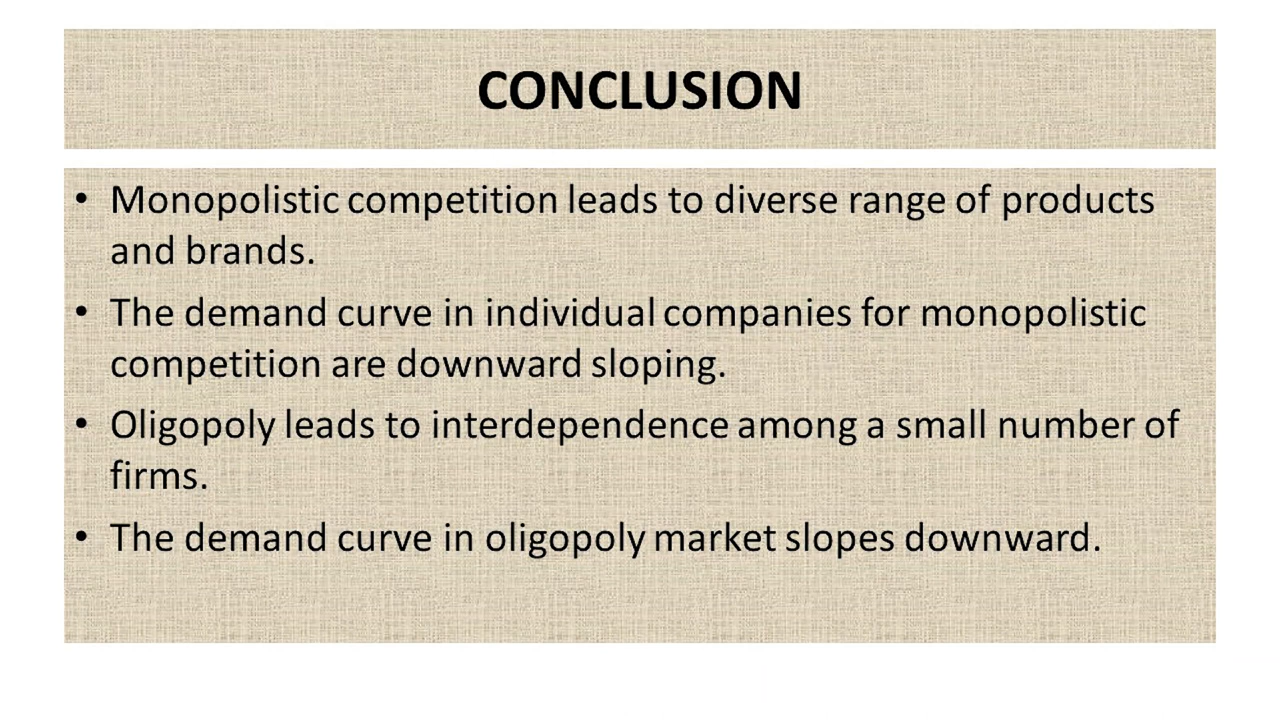 CONCLUSION
• Monopolistic competition leads to diverse range of products
and brands.
• The demand curve in individual companies for monopolistic
competition are downward sloping.
• Oligopoly leads to interdependence among a small number of
firms.
• The demand curve in oligopoly market slopes downward.